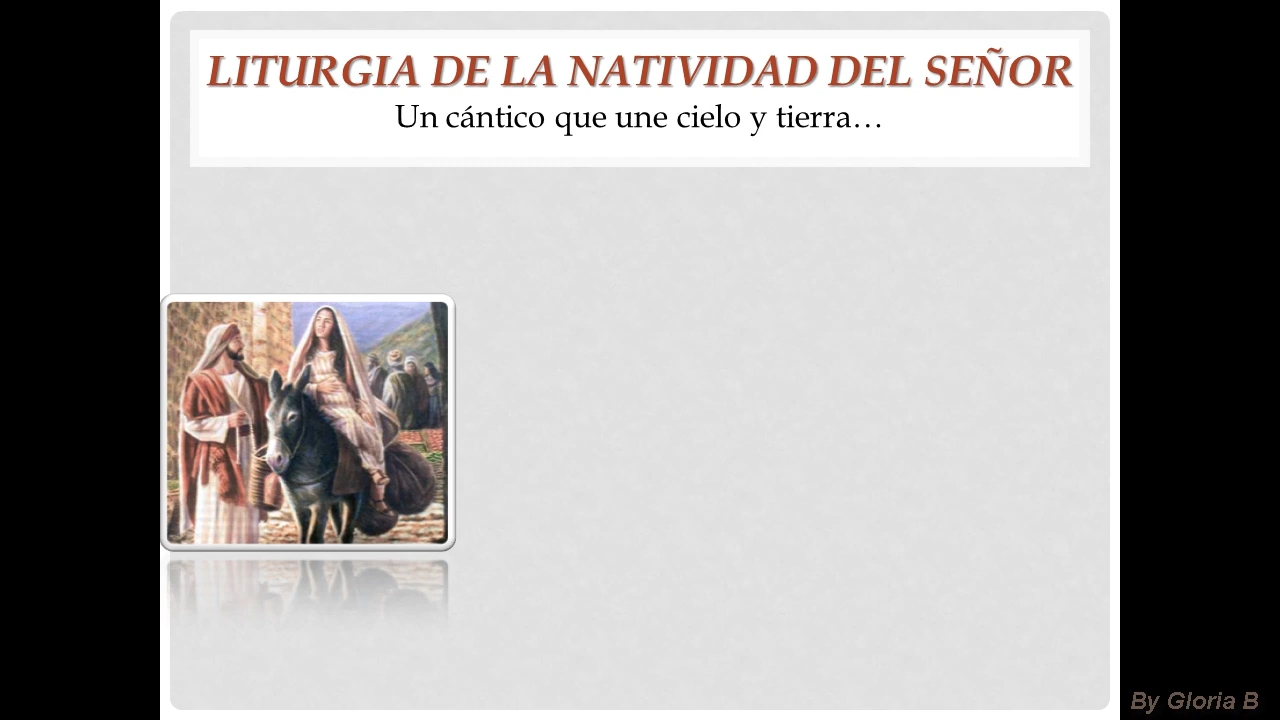 LITURGIA DE LA NATIVIDAD DEL SEÑOR
Un cántico que une cielo y tierra…
By Gloria B